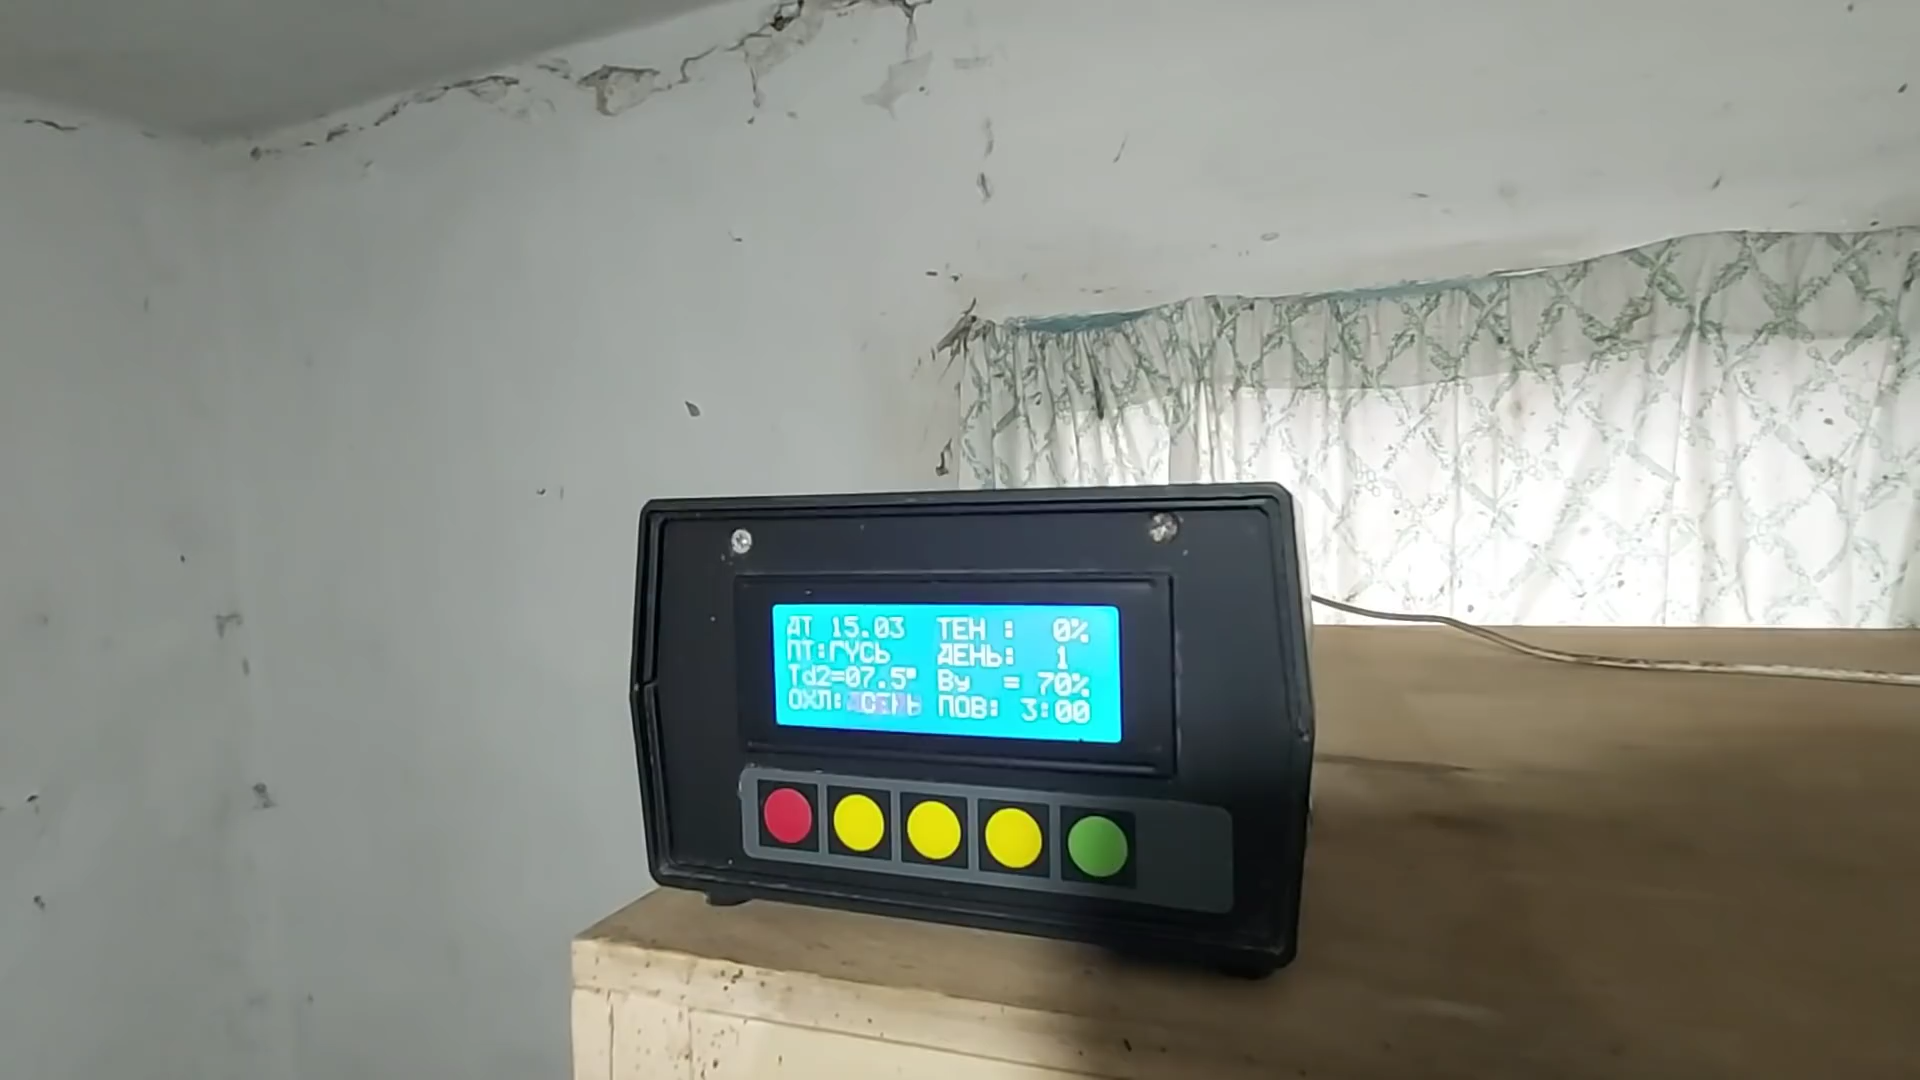 ДТ 15.03 ТЕН : 0%
ПТ:ГУСЬ ДЕНЬ: 1
Td2=07.5° Ву = 70%
ОХЛ: ПОВ: 3:00